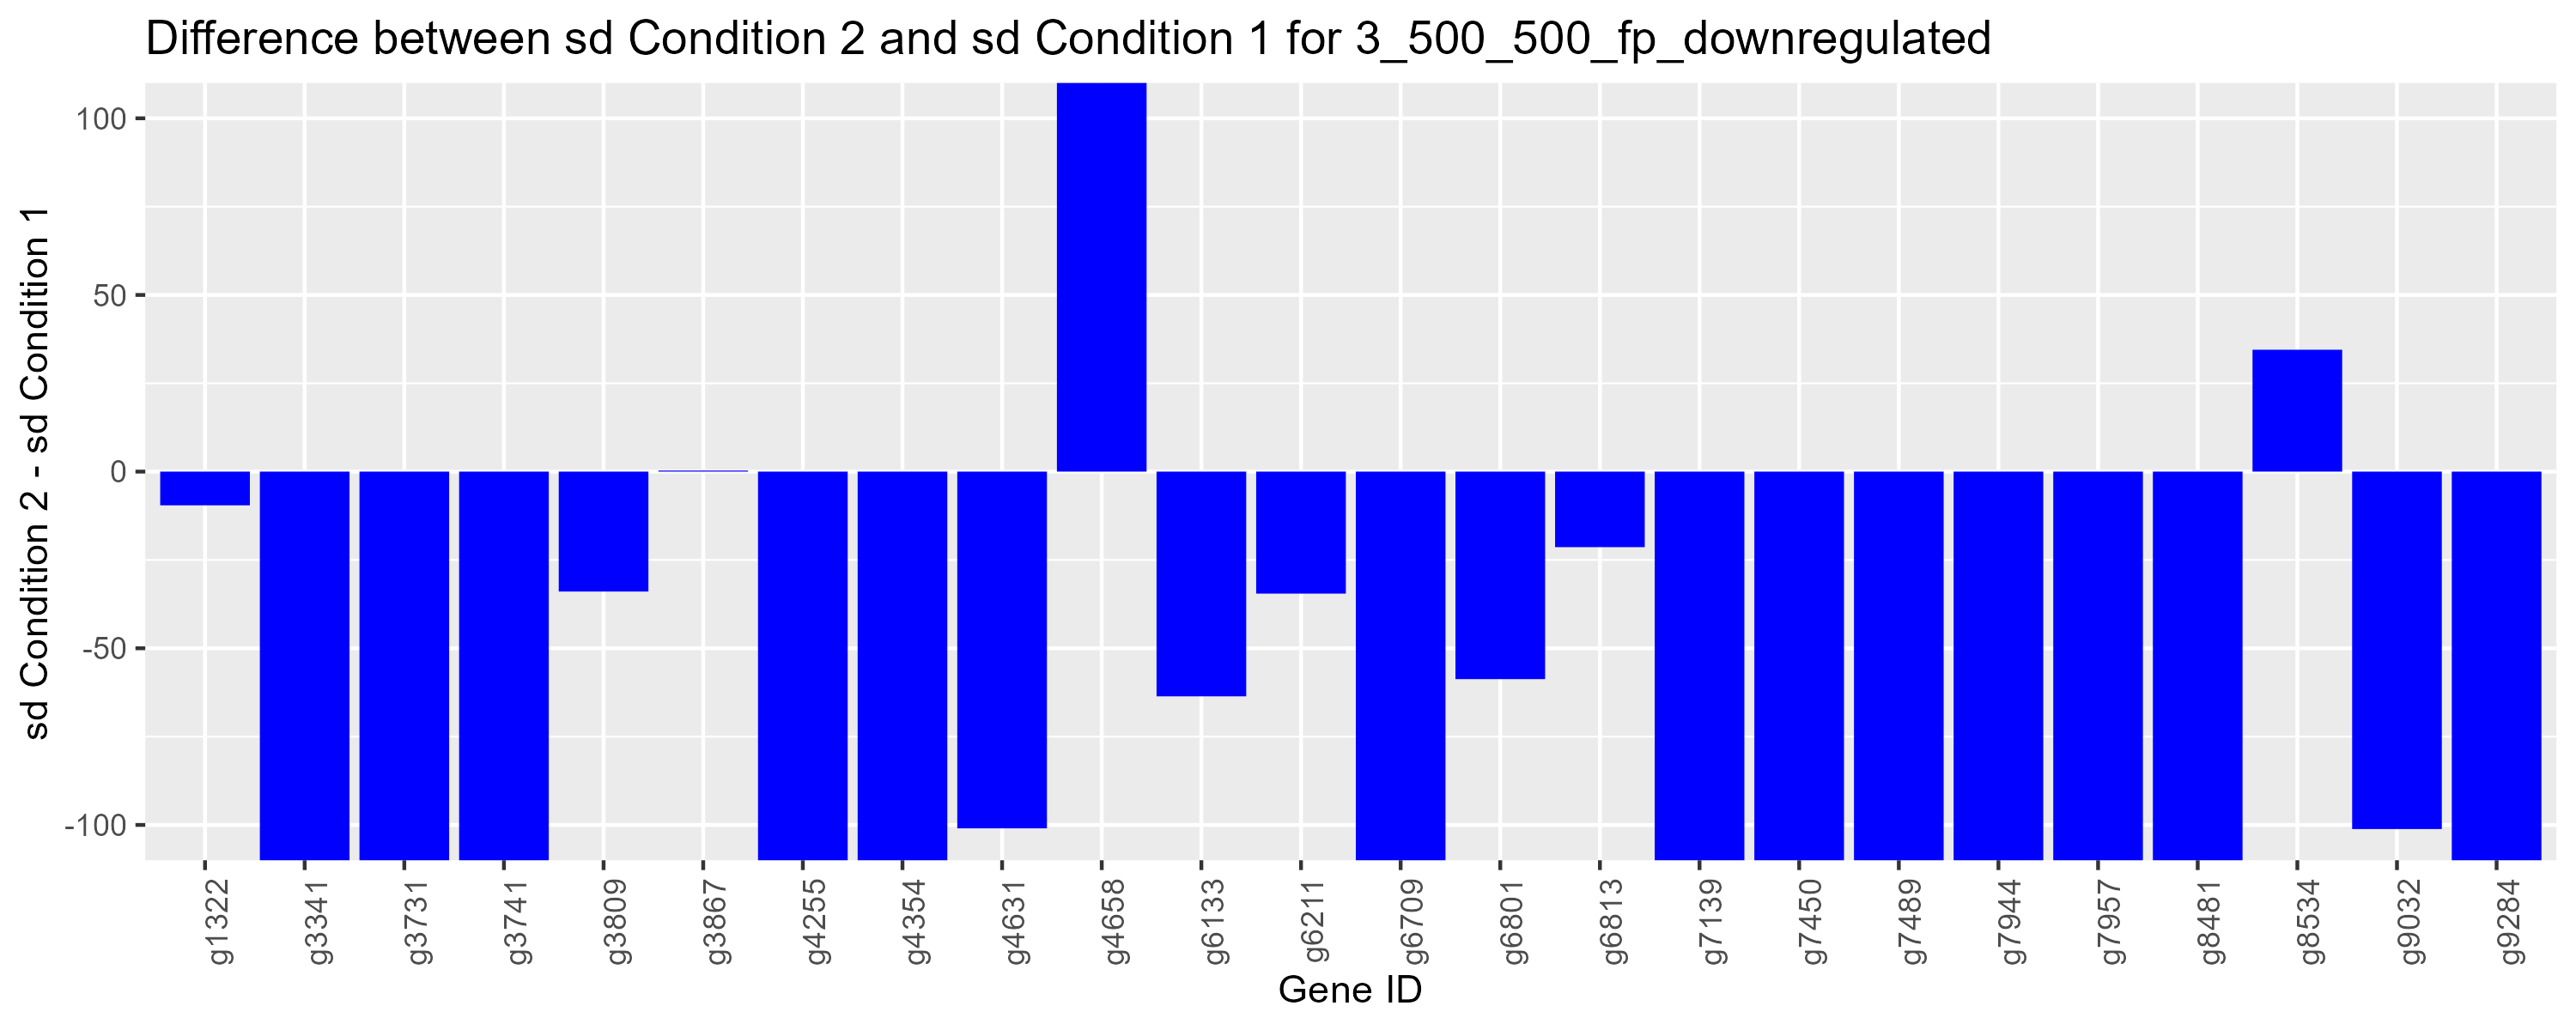 Difference between sd Condition 2 and sd Condition 1 for 3_500_500_fp_downregulated
sd Condition 2 - sd Condition 1
100
50
0
-50
-100
g1322
g3341
g3731
g3741
g3809
g3867
g4255
g4354
g4631
g4658
g6133
g6211
g6709
g6801
g6813
g7139
g7450
g7489
g7944
g7957
g8481
g8534
g9032
g9284
Gene ID